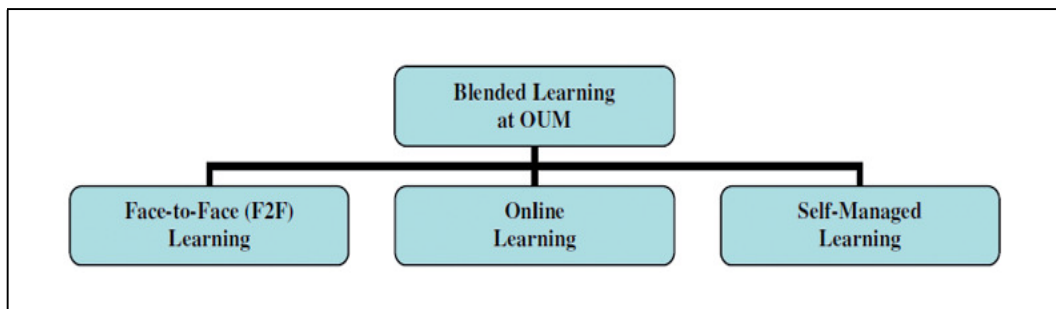 Blended Learning
at OUM
Face-to-Face (F2F)
Learning
Online
Learning
Self-Managed
Learning